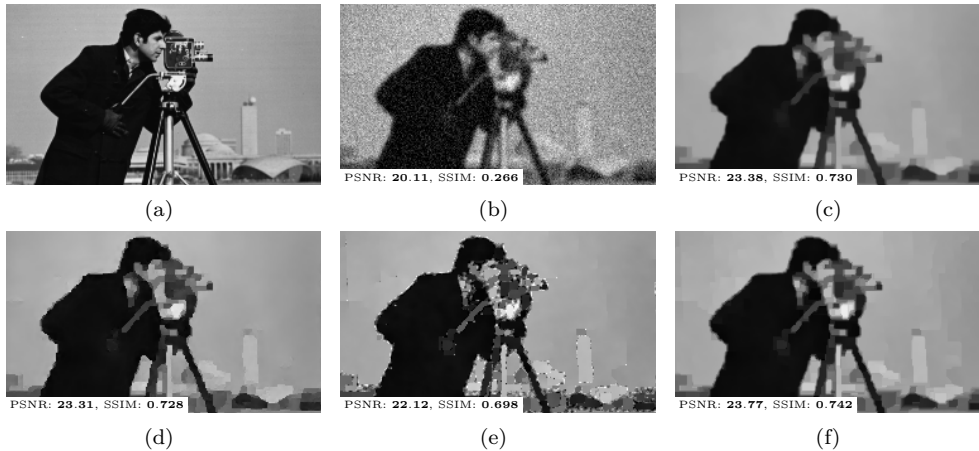 PSNR: 20.11, SSIM: 0.266
PSNR: 23.38, SSIM: 0.730
(a)
(b)
(c)
PSNR: 23.31, SSIM: 0.728
PSNR: 22.12, SSIM: 0.698
PSNR: 23.77, SSIM: 0.742
(d)
(e)
(f)